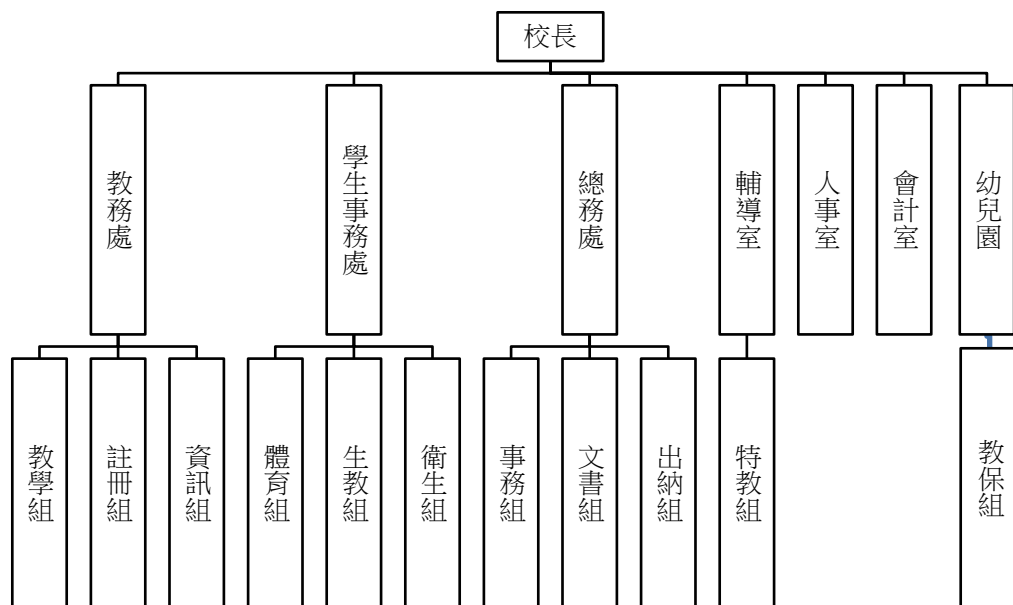 校長
教務處
學生事務處
總務處
輔導室
人事室
會計室
幼兒園
教學組
註冊組
資訊組
體育組
生教組
衛生組
事務組
文書組
出納組
特教組
教保組